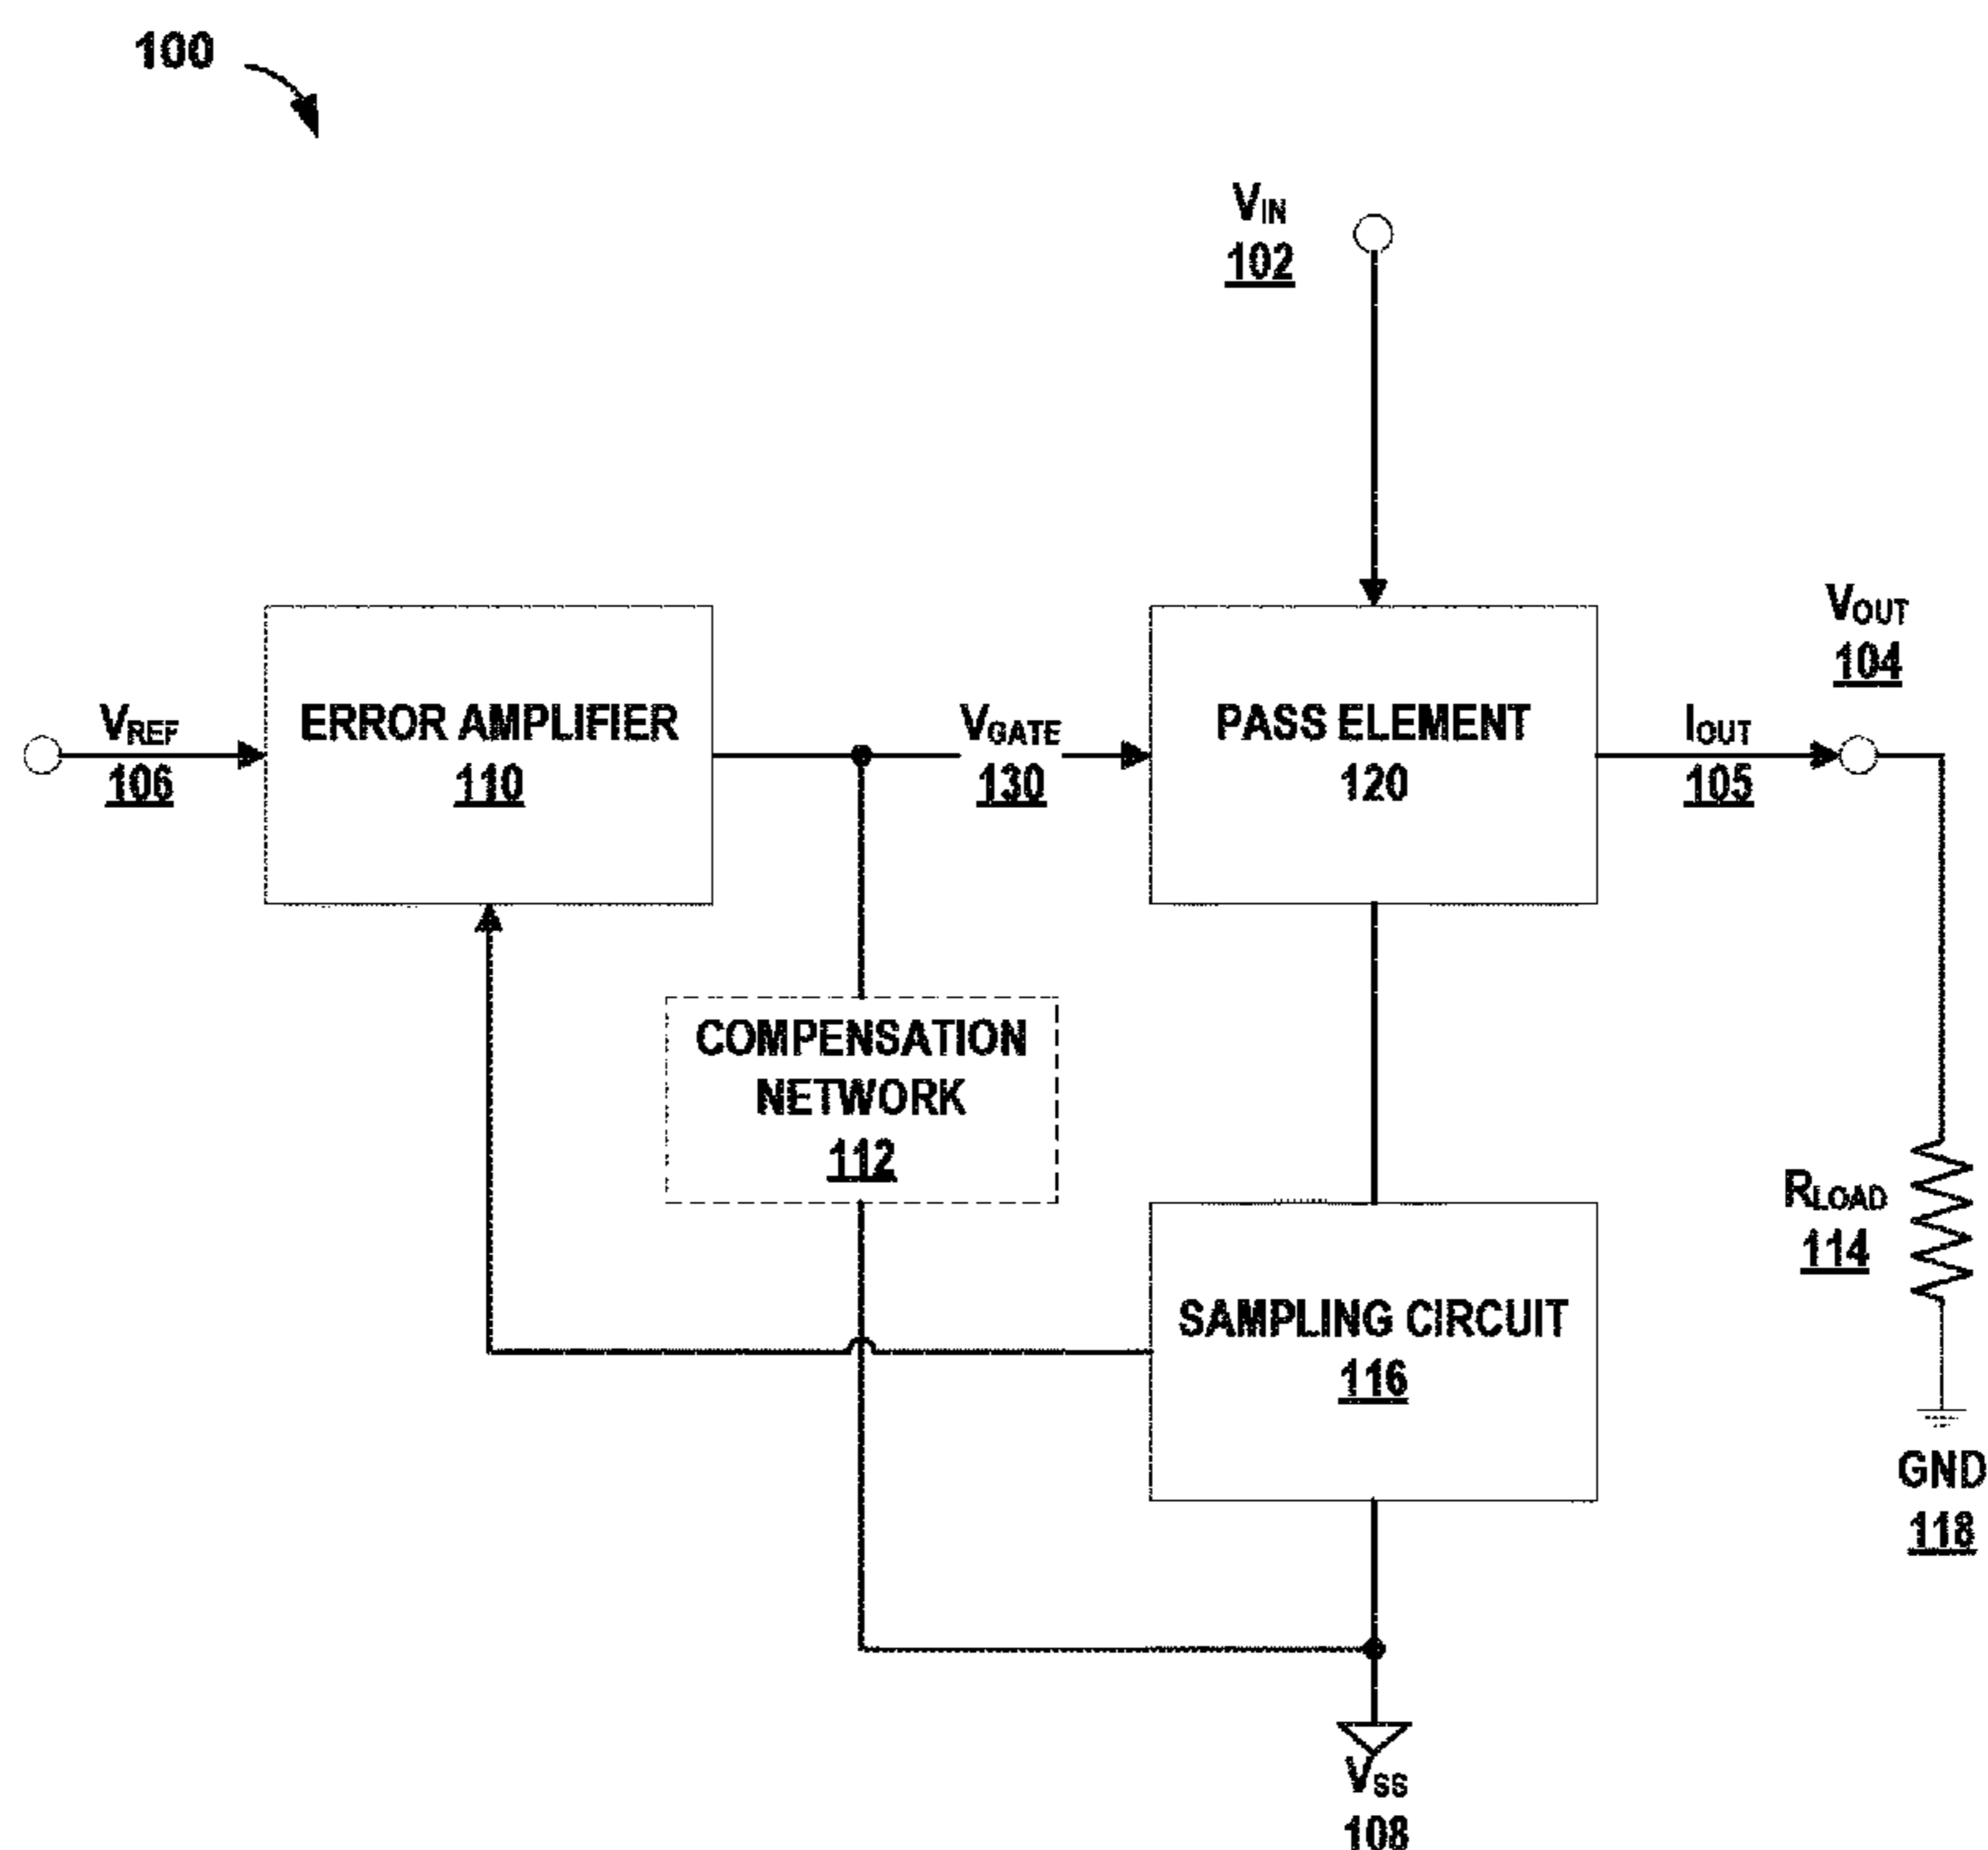 100
VIN
102
VOUT
104
VREF
106
ERROR AMPLIFIER
110
VGATE
130
PASS ELEMENT
120
IOUT
105
COMPENSATION
NETWORK
112
RLOAD
114
SAMPLING CIRCUIT
116
GND
118
VSS
108